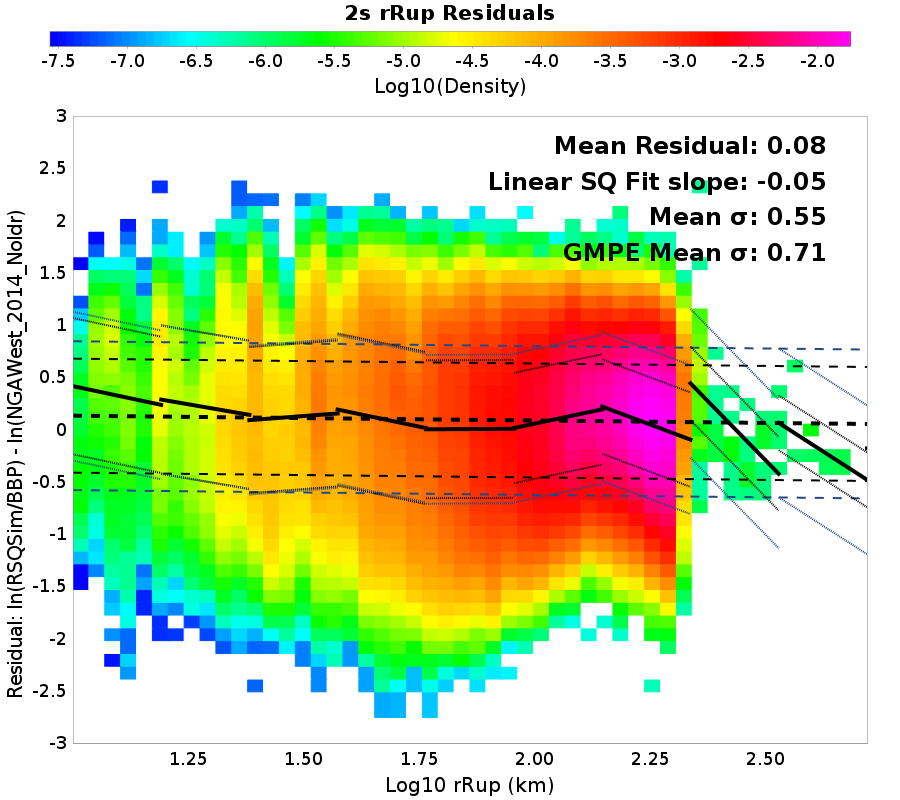 2s rRup Residuals
-7.5 -7.0 -6.5 -6.0 -5.5 -5.0 -4.5 -4.0 -3.5 -3.0 -2.5 -2.0
Log10(Density)
Mean Residual: 0.08
Linear SQ Fit slope: -0.05
Mean σ: 0.55
GMPE Mean σ: 0.71
Residual: ln(RSQSim/BBP) - ln(NGAWest_2014_NoIdr)
3
2.5
2
1.5
1
0.5
0
-0.5
-1
-1.5
-2
-2.5
-3
1.25 1.50 1.75 2.00 2.25 2.50
Log10 rRup (km)